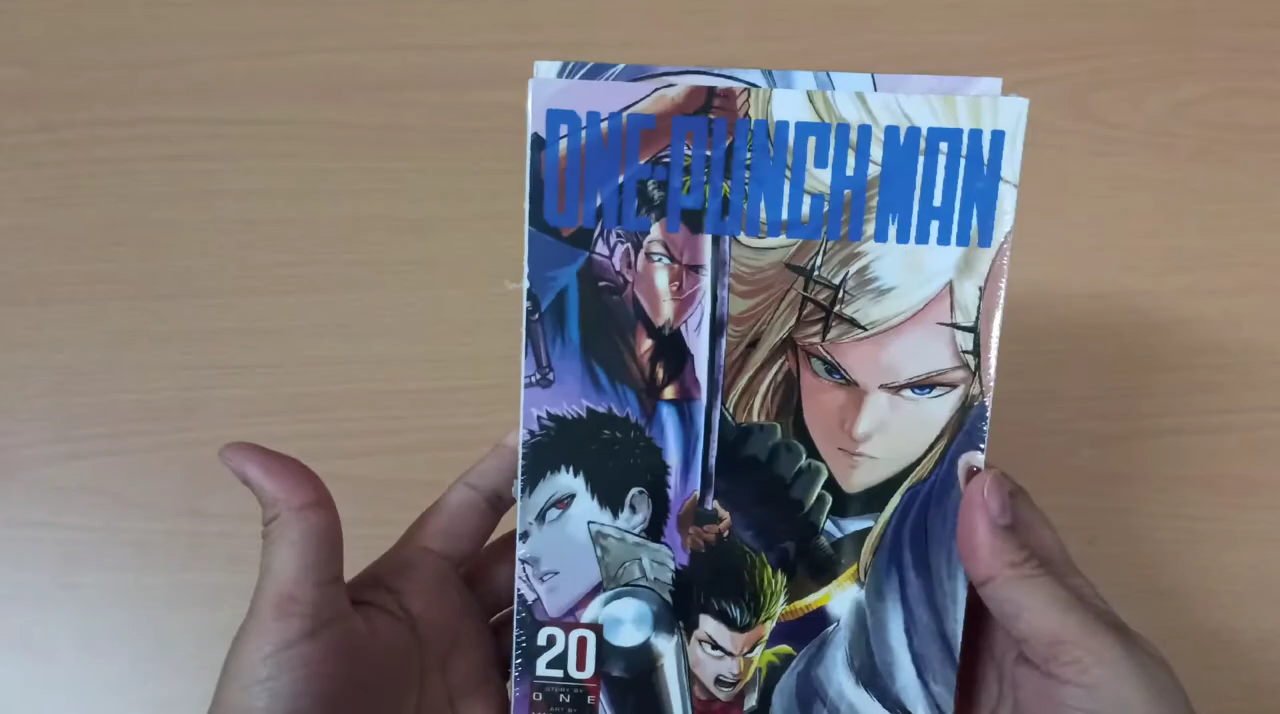 ONE-PUNCH MAN
20
STORY BY
ONE
ART BY